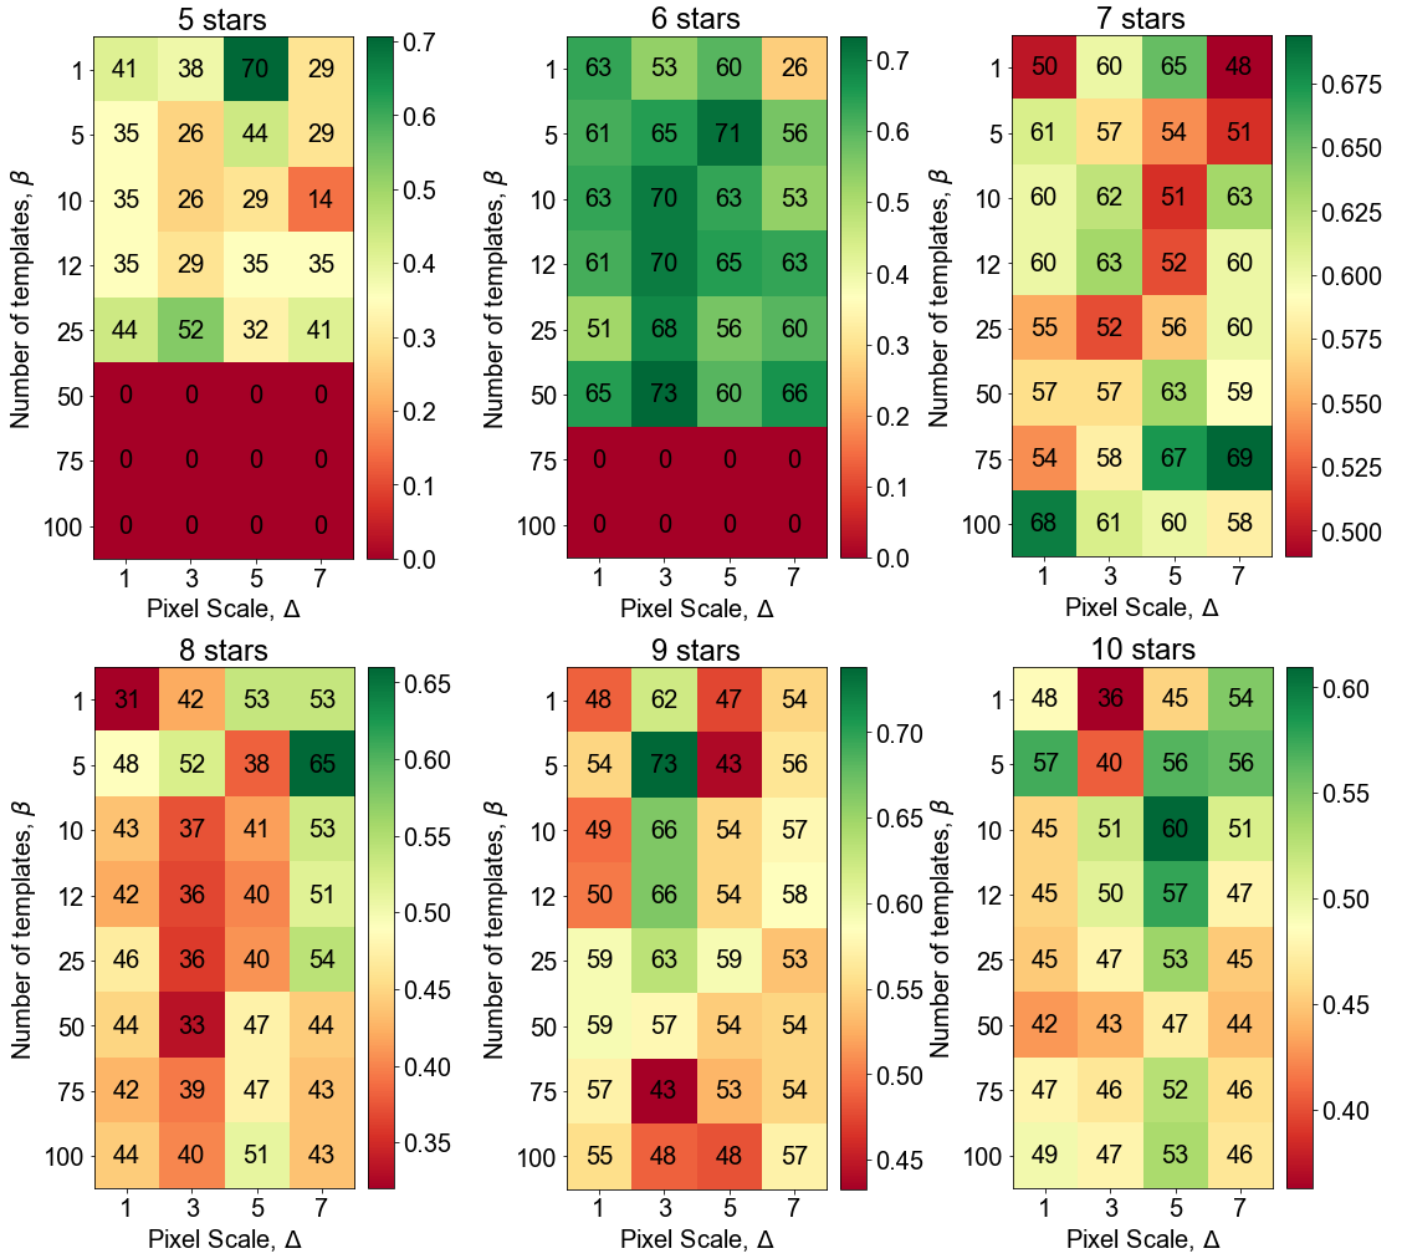 5 stars
Number of templates, β
1 41 38 70 29
5 35 26 44 29
10 35 26 29 14
12 35 29 35 35
25 44 52 32 41
50 0 0 0 0
75 0 0 0 0
100 0 0 0 0
1 3 5 7
Pixel Scale, Δ
0.7
0.6
0.5
0.4
0.3
0.2
0.1
0.0
6 stars
Number of templates, β
1 63 53 60 26
5 61 65 71 56
10 63 70 63 53
12 61 70 65 63
25 51 68 56 60
50 65 73 60 66
75 0 0 0 0
100 0 0 0 0
1 3 5 7
Pixel Scale, Δ
0.7
0.6
0.5
0.4
0.3
0.2
0.1
0.0
7 stars
Number of templates, β
1 50 60 65 48
5 61 57 54 51
10 60 62 51 63
12 60 63 52 60
25 55 52 56 60
50 57 57 63 59
75 54 58 67 69
100 68 61 60 58
1 3 5 7
Pixel Scale, Δ
0.675
0.650
0.625
0.600
0.575
0.550
0.525
0.500
8 stars
Number of templates, β
1 31 42 53 53
5 48 52 38 65
10 43 37 41 53
12 42 36 40 51
25 46 36 40 54
50 44 33 47 44
75 42 39 47 43
100 44 40 51 43
1 3 5 7
Pixel Scale, Δ
0.65
0.60
0.55
0.50
0.45
0.40
0.35
9 stars
Number of templates, β
1 48 62 47 54
5 54 73 43 56
10 49 66 54 57
12 50 66 54 58
25 59 63 59 53
50 59 57 54 54
75 57 43 53 54
100 55 48 48 57
1 3 5 7
Pixel Scale, Δ
0.70
0.65
0.60
0.55
0.50
0.45
10 stars
Number of templates, β
1 48 36 45 54
5 57 40 56 56
10 45 51 60 51
12 45 50 57 47
25 45 47 53 45
50 42 43 47 44
75 47 46 52 46
100 49 47 53 46
1 3 5 7
Pixel Scale, Δ
0.60
0.55
0.50
0.45
0.40